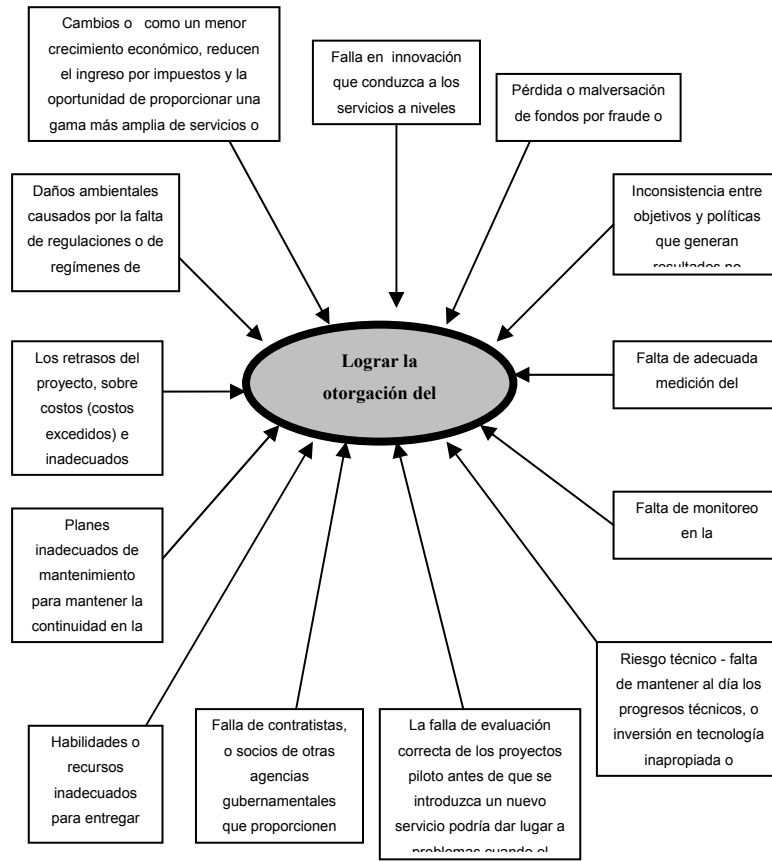 Cambios o como un menor
crecimiento económico, reducen
el ingreso por impuestos y la
oportunidad de proporcionar una
gama más amplia de servicios o
Falla en innovación
que conduzca a los
servicios a niveles
Pérdida o malversación
de fondos por fraude o
Daños ambientales
causados por la falta
de regulaciones o de
regímenes de
Inconsistencia entre
objetivos y políticas
que generan
resultados no
Lograr la
otorgación del
Los retrasos del
proyecto, sobre
costos (costos
excedidos) e
inadecuados
Falta de adecuada
medición del
Planes
inadecuados de
mantenimiento
para mantener la
continuidad en la
Falta de monitoreo
en la
Habilidades o
recursos
inadecuados
para entregar
Falla de contratistas,
o socios de otras
agencias
gubernamentales
que proporcionen
La falla de evaluación
correcta de los proyectos
piloto antes de que se
introduzca un nuevo
servicio podría dar lugar a
problemas cuando el
Riesgo técnico - falta
de mantener al día los
progresos técnicos, o
inversión en tecnología
inapropiada o